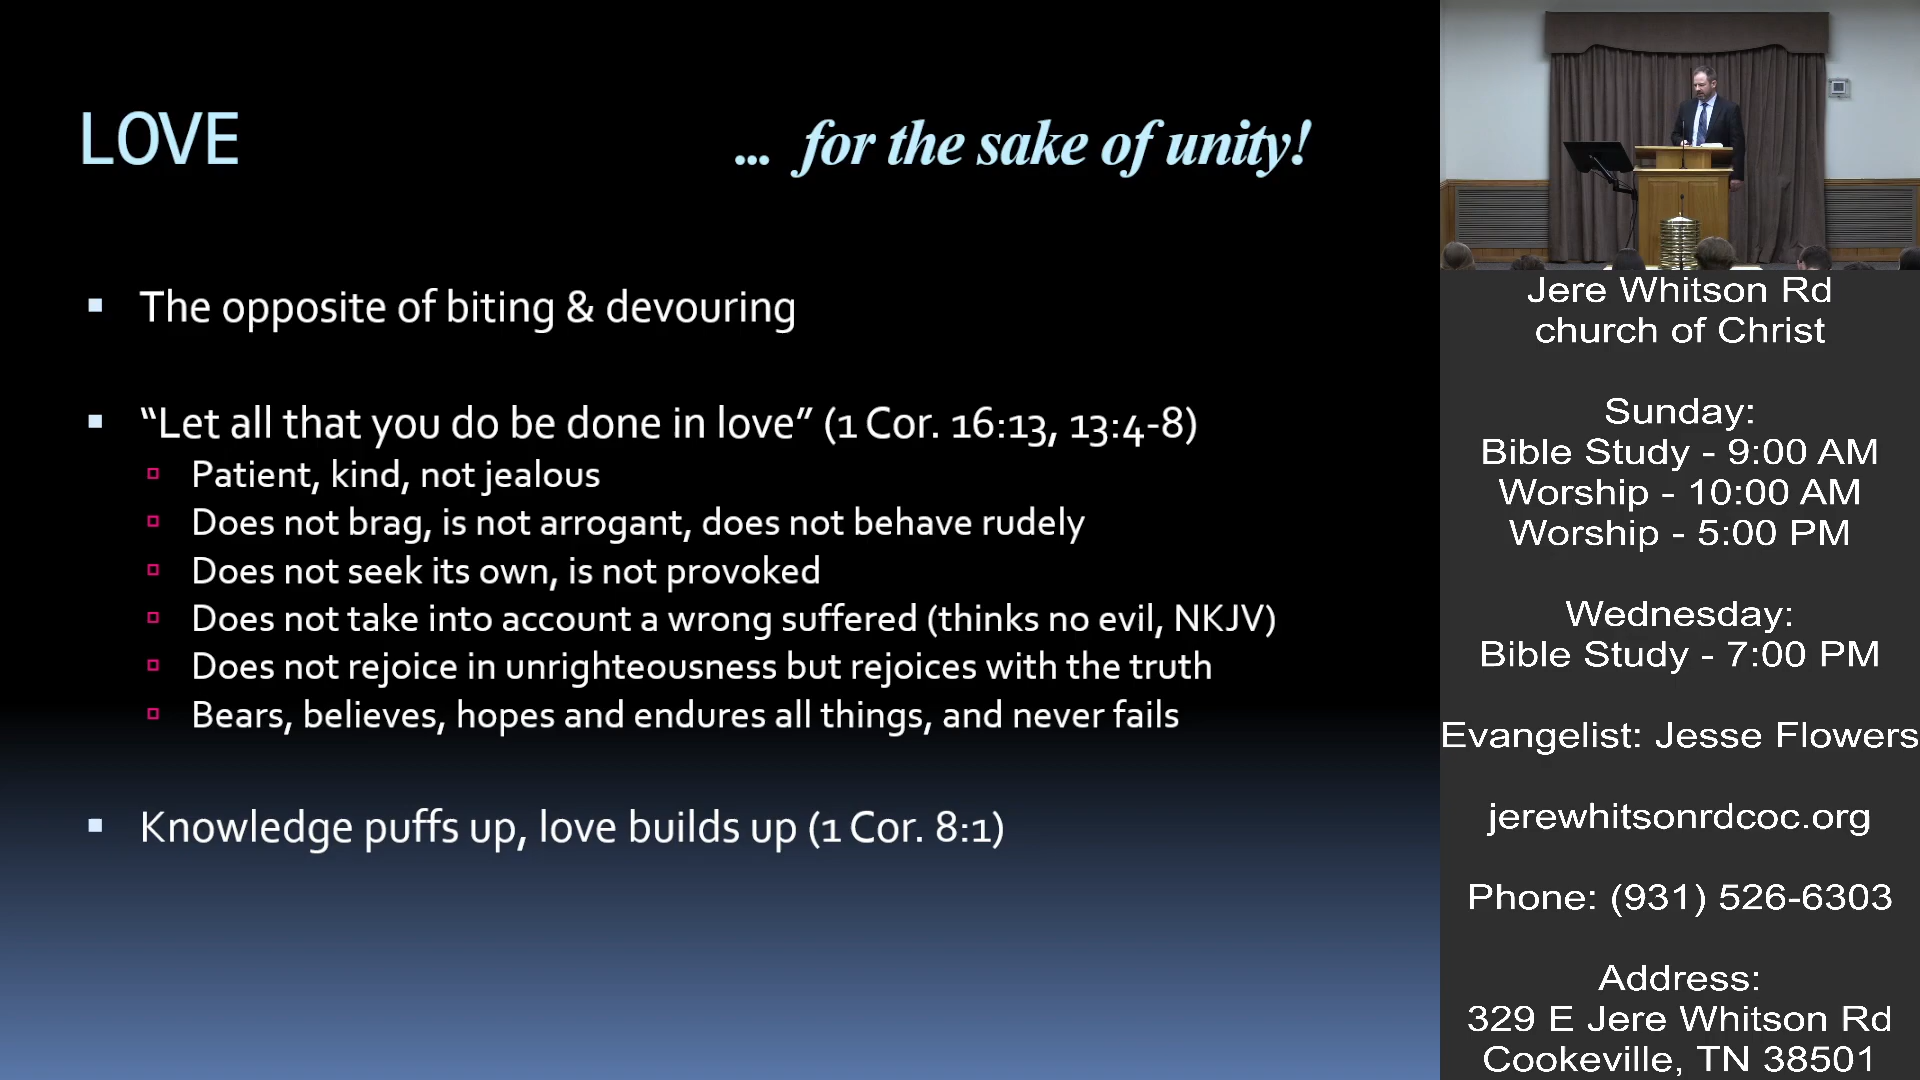 LOVE ... for the sake of unity!
The opposite of biting & devouring
“Let all that you do be done in love” (1 Cor. 16:13, 13:4-8)
Patient, kind, not jealous
Does not brag, is not arrogant, does not behave rudely
Does not seek its own, is not provoked
Does not take into account a wrong suffered (thinks no evil, NKJV)
Does not rejoice in unrighteousness but rejoices with the truth
Bears, believes, hopes and endures all things, and never fails
Knowledge puffs up, love builds up (1 Cor. 8:1)
Jere Whitson Rd
church of Christ
Sunday:
Bible Study - 9:00 AM
Worship - 10:00 AM
Worship - 5:00 PM
Wednesday:
Bible Study - 7:00 PM
Evangelist: Jesse Flowers
jerewhitsonrdcoc.org
Phone: (931) 526-6303
Address:
329 E Jere Whitson Rd
Cookeville, TN 38501